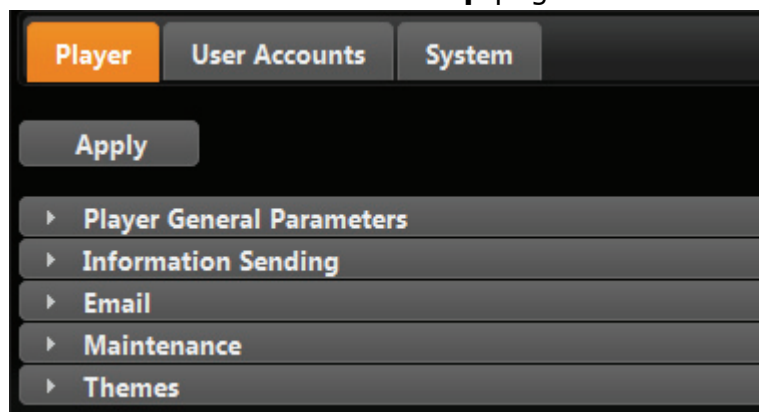 Player User Accounts System
Apply
Player General Parameters
Information Sending
Email
Maintenance
Themes